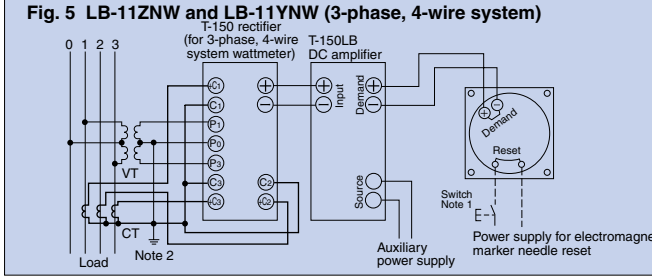 Fig. 5 LB-11ZNW and LB-11YNW (3-phase, 4-wire system)
T-150 rectifier
(for 3-phase, 4-wire
system wattmeter)
T-150LB
DC amplifier
0 1 2 3
+C1
C1
P1
P0
P3
C3
+C3
C2
+C2
+
−
+
−
Input
Demand
+
−
Source
VT
CT
Load
Note 2
Auxiliary
power supply
+
−
Demand
Reset
Switch
Note 1
Power supply for electromagne
marker needle reset